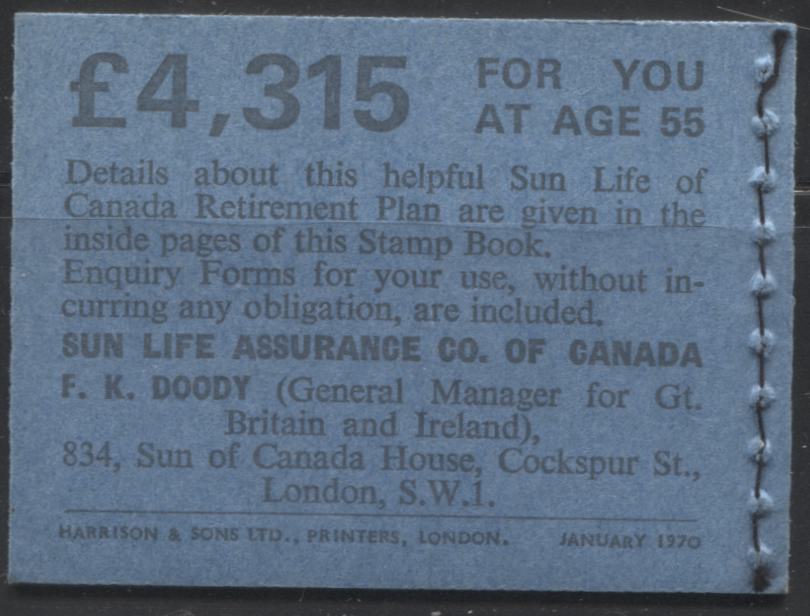 £4,315 FOR YOU
AT AGE 55
Details about this helpful Sun Life of
Canada Retirement Plan are given in the
inside pages of this Stamp Book.
Enquiry Forms for your use, without in-
curring any obligation, are included.
SUN LIFE ASSURANCE CO. OF CANADA
F. K. DOODY (General Manager for Gt.
Britain and Ireland),
834, Sun of Canada House, Cockspur St.,
London, S.W.1.
HARRISON & SONS LTD., PRINTERS, LONDON. JANUARY 1970